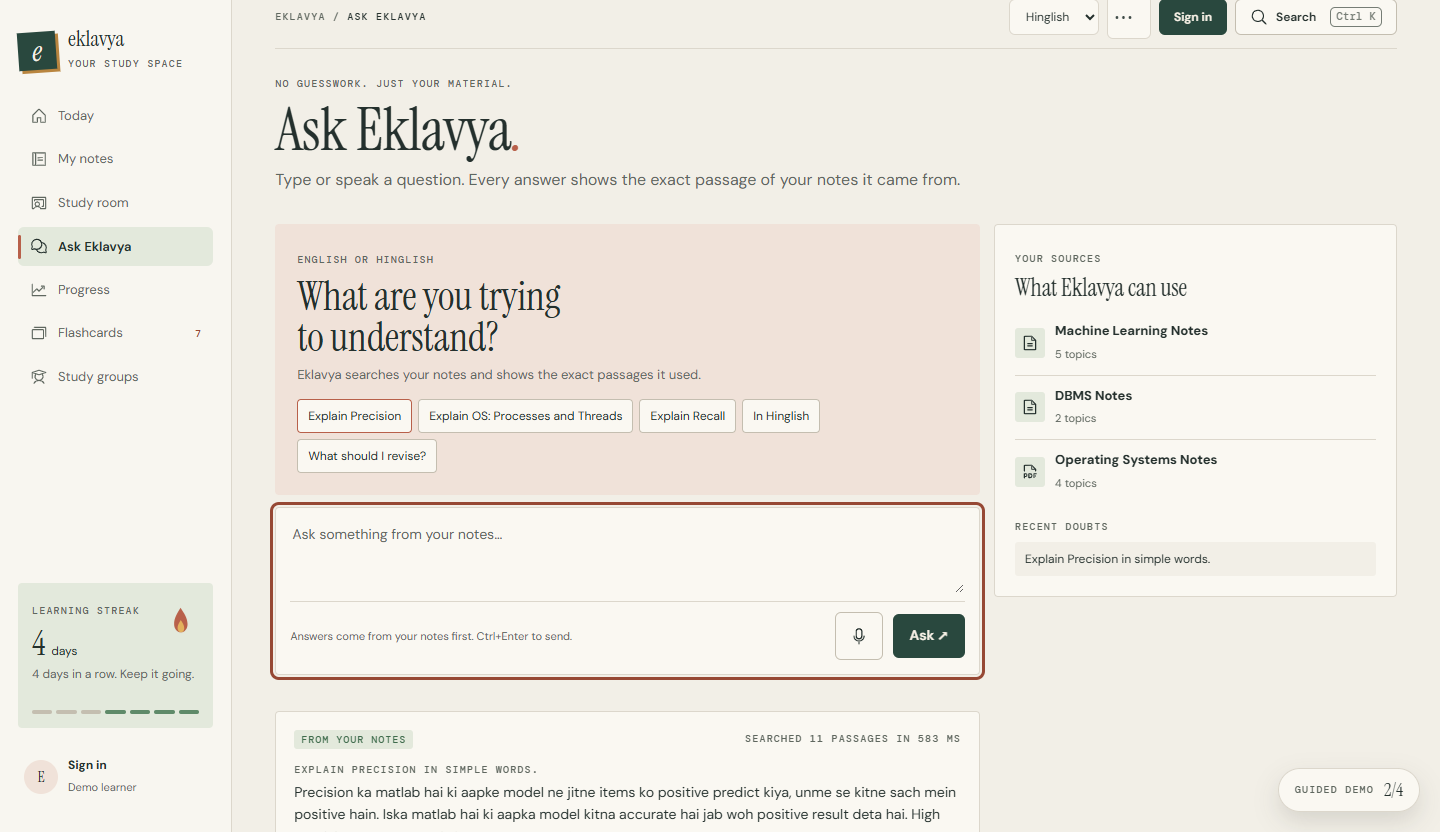 e
eklavya
YOUR STUDY SPACE
Today
My notes
Study room
Ask Eklavya
Progress
Flashcards 7
Study groups
LEARNING STREAK
4 days
4 days in a row. Keep it going.
E
Sign in
Demo learner
EKLAVYA / ASK EKLAVYA
Hinglish
Sign in
Search Ctrl K
NO GUESSWORK. JUST YOUR MATERIAL.
Ask Eklavya.
Type or speak a question. Every answer shows the exact passage of your notes it came from.
ENGLISH OR HINGLISH
What are you trying
to understand?
Eklavya searches your notes and shows the exact passages it used.
Explain Precision
Explain OS: Processes and Threads
Explain Recall
In Hinglish
What should I revise?
Ask something from your notes...
Answers come from your notes first. Ctrl+Enter to send.
Ask ↗
FROM YOUR NOTES
SEARCHED 11 PASSAGES IN 583 MS
EXPLAIN PRECISION IN SIMPLE WORDS.
Precision ka matlab hai ki aapke model ne jitne items ko positive predict kiya, unme se kitne sach mein
positive hain. Iska matlab hai ki aapka model kitna accurate hai jab woh positive result deta hai. High
YOUR SOURCES
What Eklavya can use
Machine Learning Notes
5 topics
DBMS Notes
2 topics
PDF
Operating Systems Notes
4 topics
RECENT DOUBTS
Explain Precision in simple words.
GUIDED DEMO 2/4